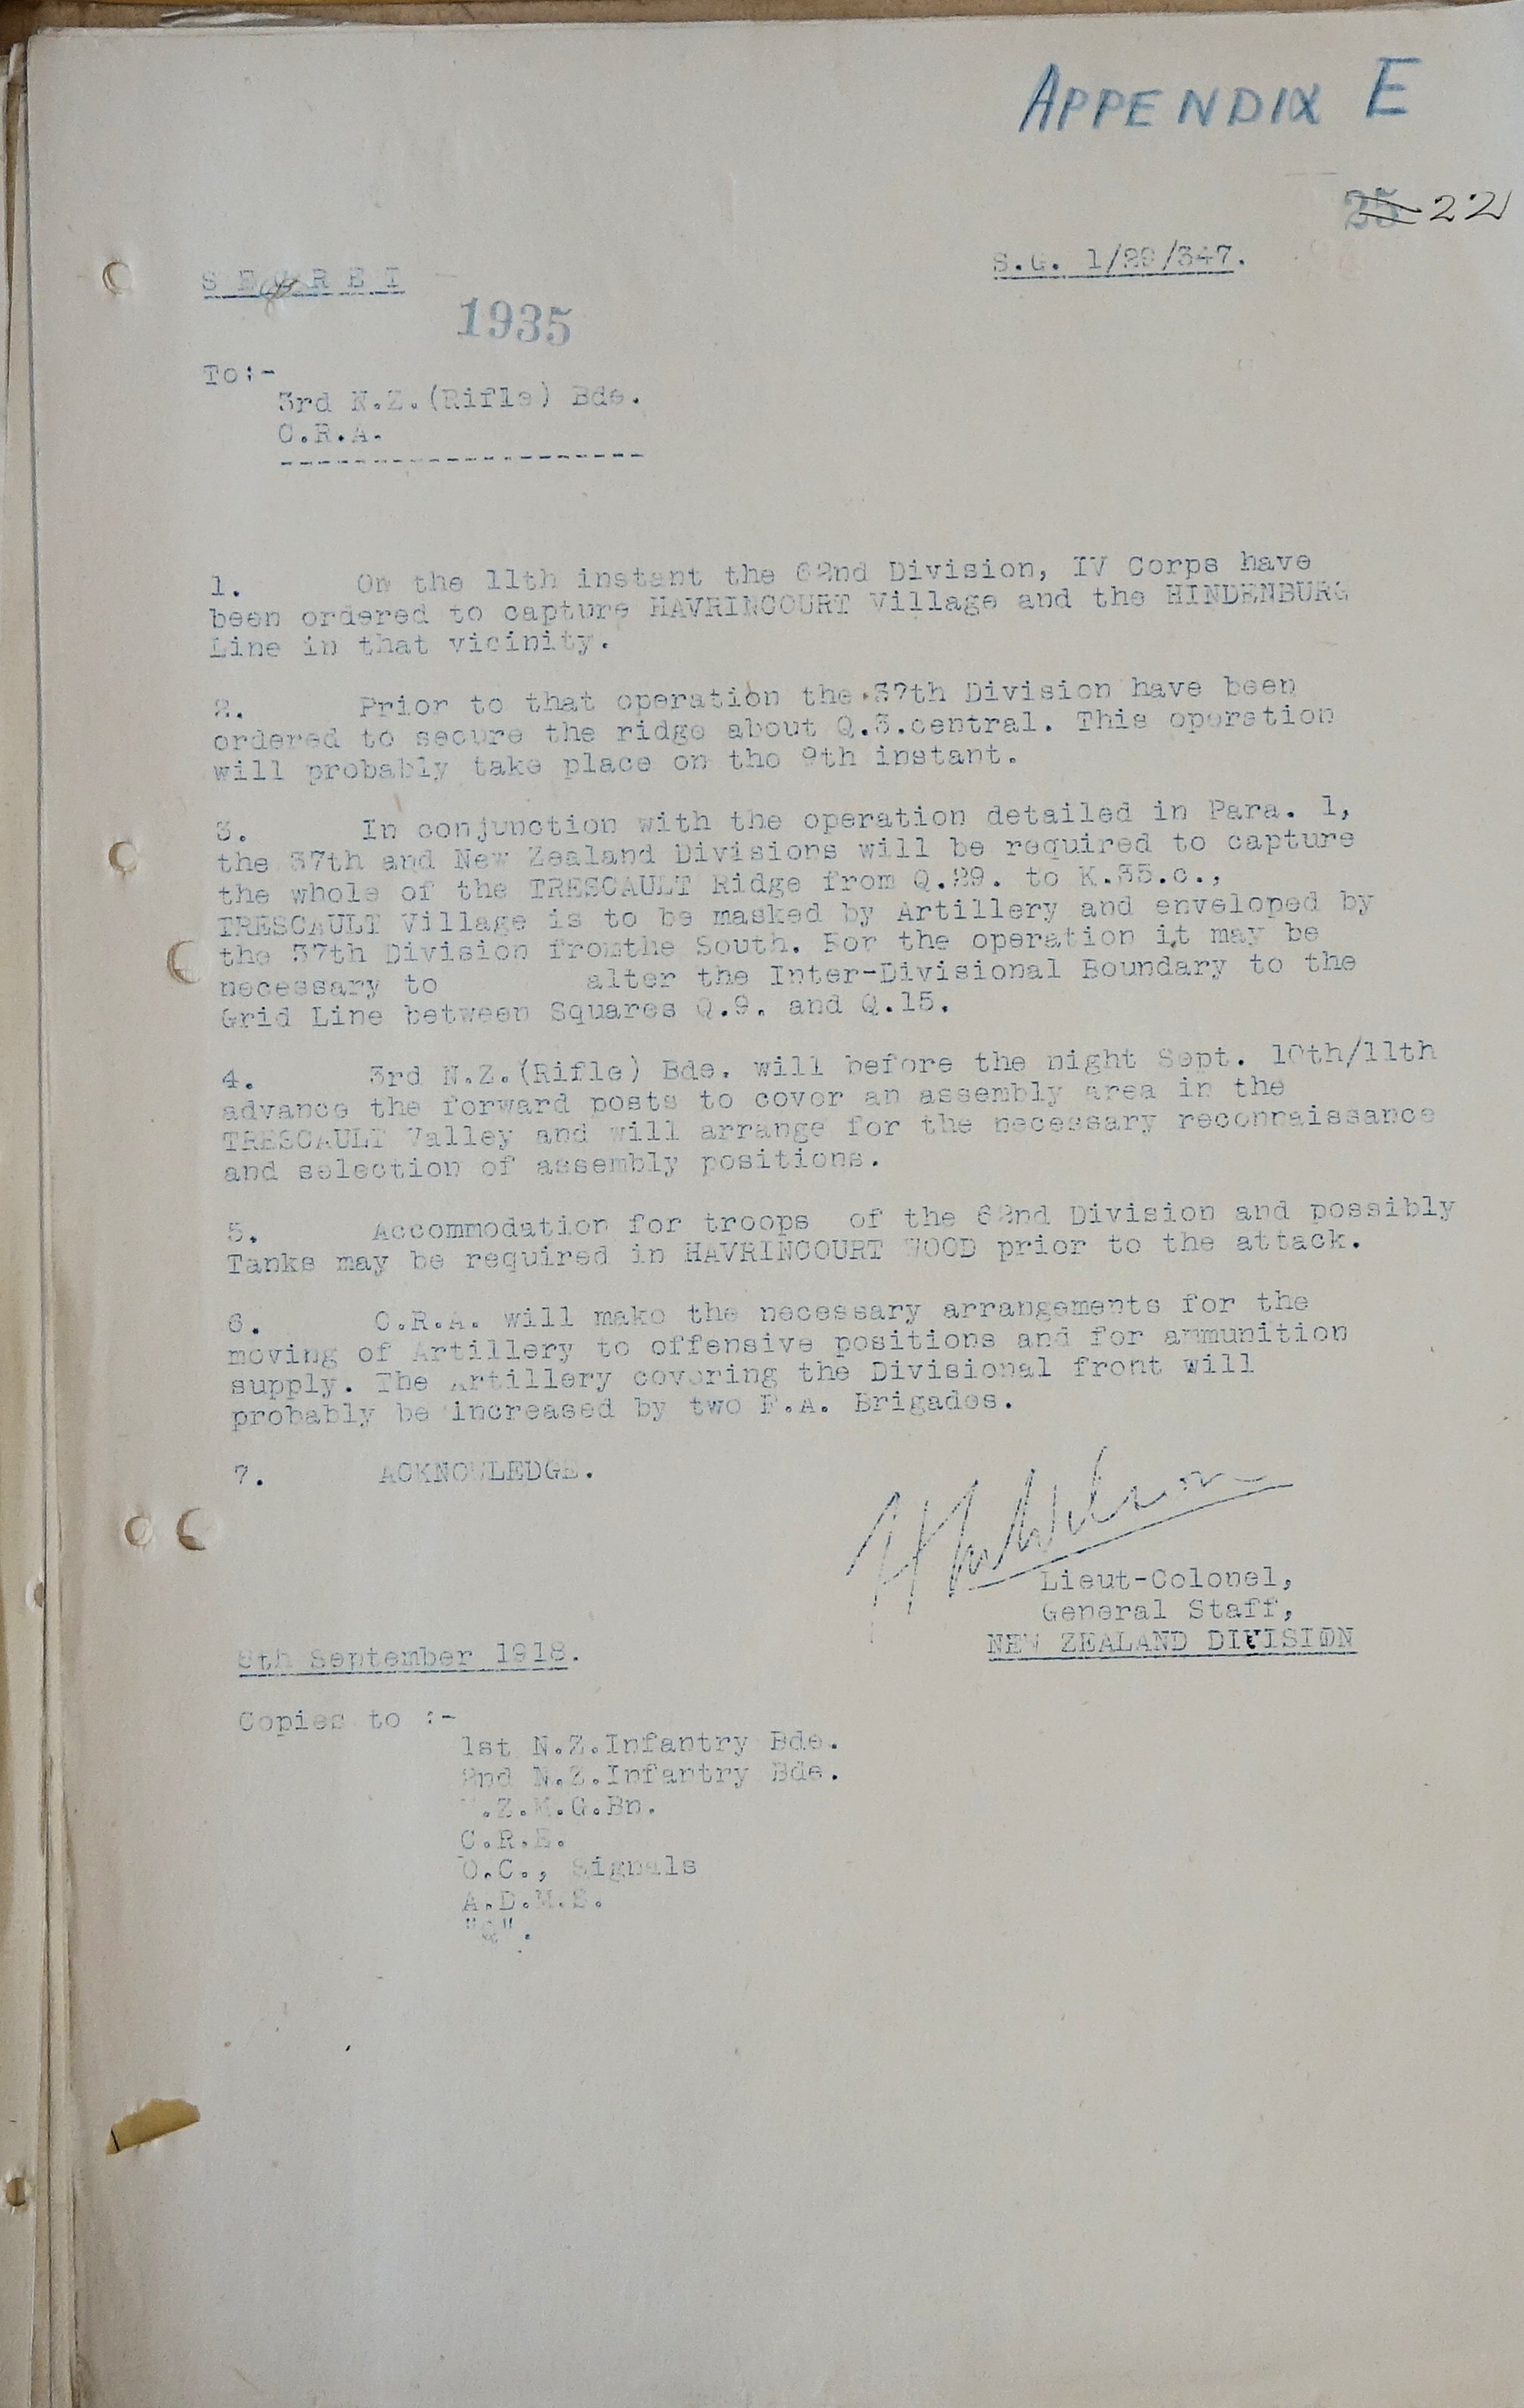 APPENDIX E
25 22
S.G. 1/29/347.
S E C R E T
1935
To:-
3rd N.Z.(Rifle) Bde.
C.R.A.
--------------------
1. On the 11th instant the 62nd Division, IV Corps have
been ordered to capture HAVRINCOURT Village and the HINDENBURG
Line in that vicinity.
2. Prior to that operation the 37th Division have been
ordered to secure the ridge about Q.3.central. This operation
will probably take place on the 9th instant.
3. In conjunction with the operation detailed in Para. 1,
the 37th and New Zealand Divisions will be required to capture
the whole of the TRESCAULT Ridge from Q.29. to K.35.c.,
TRESCAULT Village is to be masked by Artillery and enveloped by
the 37th Division fromthe South. For the operation it may be
necessary to alter the Inter-Divisional Boundary to the
Grid Line between Squares Q.9. and Q.15.
4. 3rd N.Z.(Rifle) Bde. will before the night Sept. 10th/11th
advance the forward posts to cover an assembly area in the
TRESCAULT Valley and will arrange for the necessary reconnaissance
and selection of assembly positions.
5. Accommodation for troops of the 62nd Division and possibly
Tanks may be required in HAVRINCOURT WOOD prior to the attack.
6. C.R.A. will make the necessary arrangements for the
moving of Artillery to offensive positions and for ammunition
supply. The Artillery covering the Divisional front will
probably be increased by two F.A. Brigades.
7. ACKNOWLEDGE.
Wilson
Lieut-Colonel,
General Staff,
NEW ZEALAND DIVISION
8th September 1918.
Copies to :-
1st N.Z.Infantry Bde.
2nd N.Z.Infantry Bde.
N.Z.M.G.Bn.
C.R.E.
O.C., Signals
A.D.M.S.
"Q".